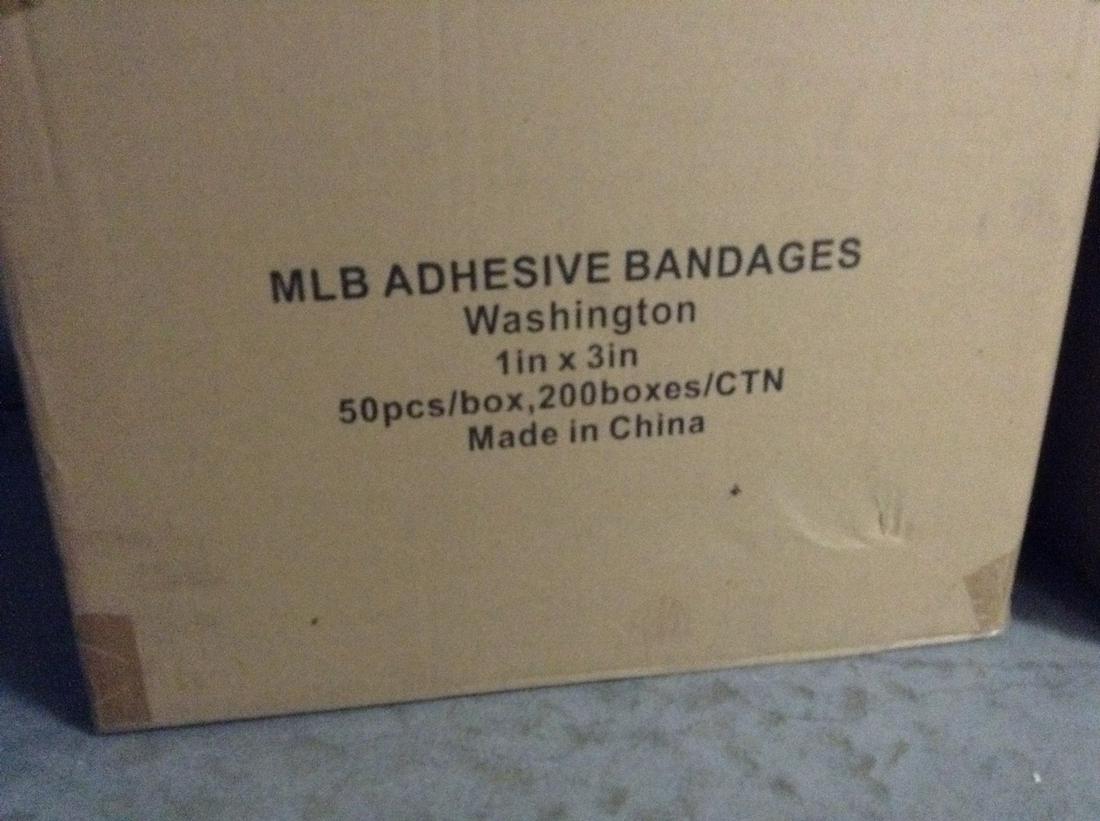 MLB ADHESIVE BANDAGES
Washington
1in x 3in
50pcs/box,200boxes/CTN
Made in China